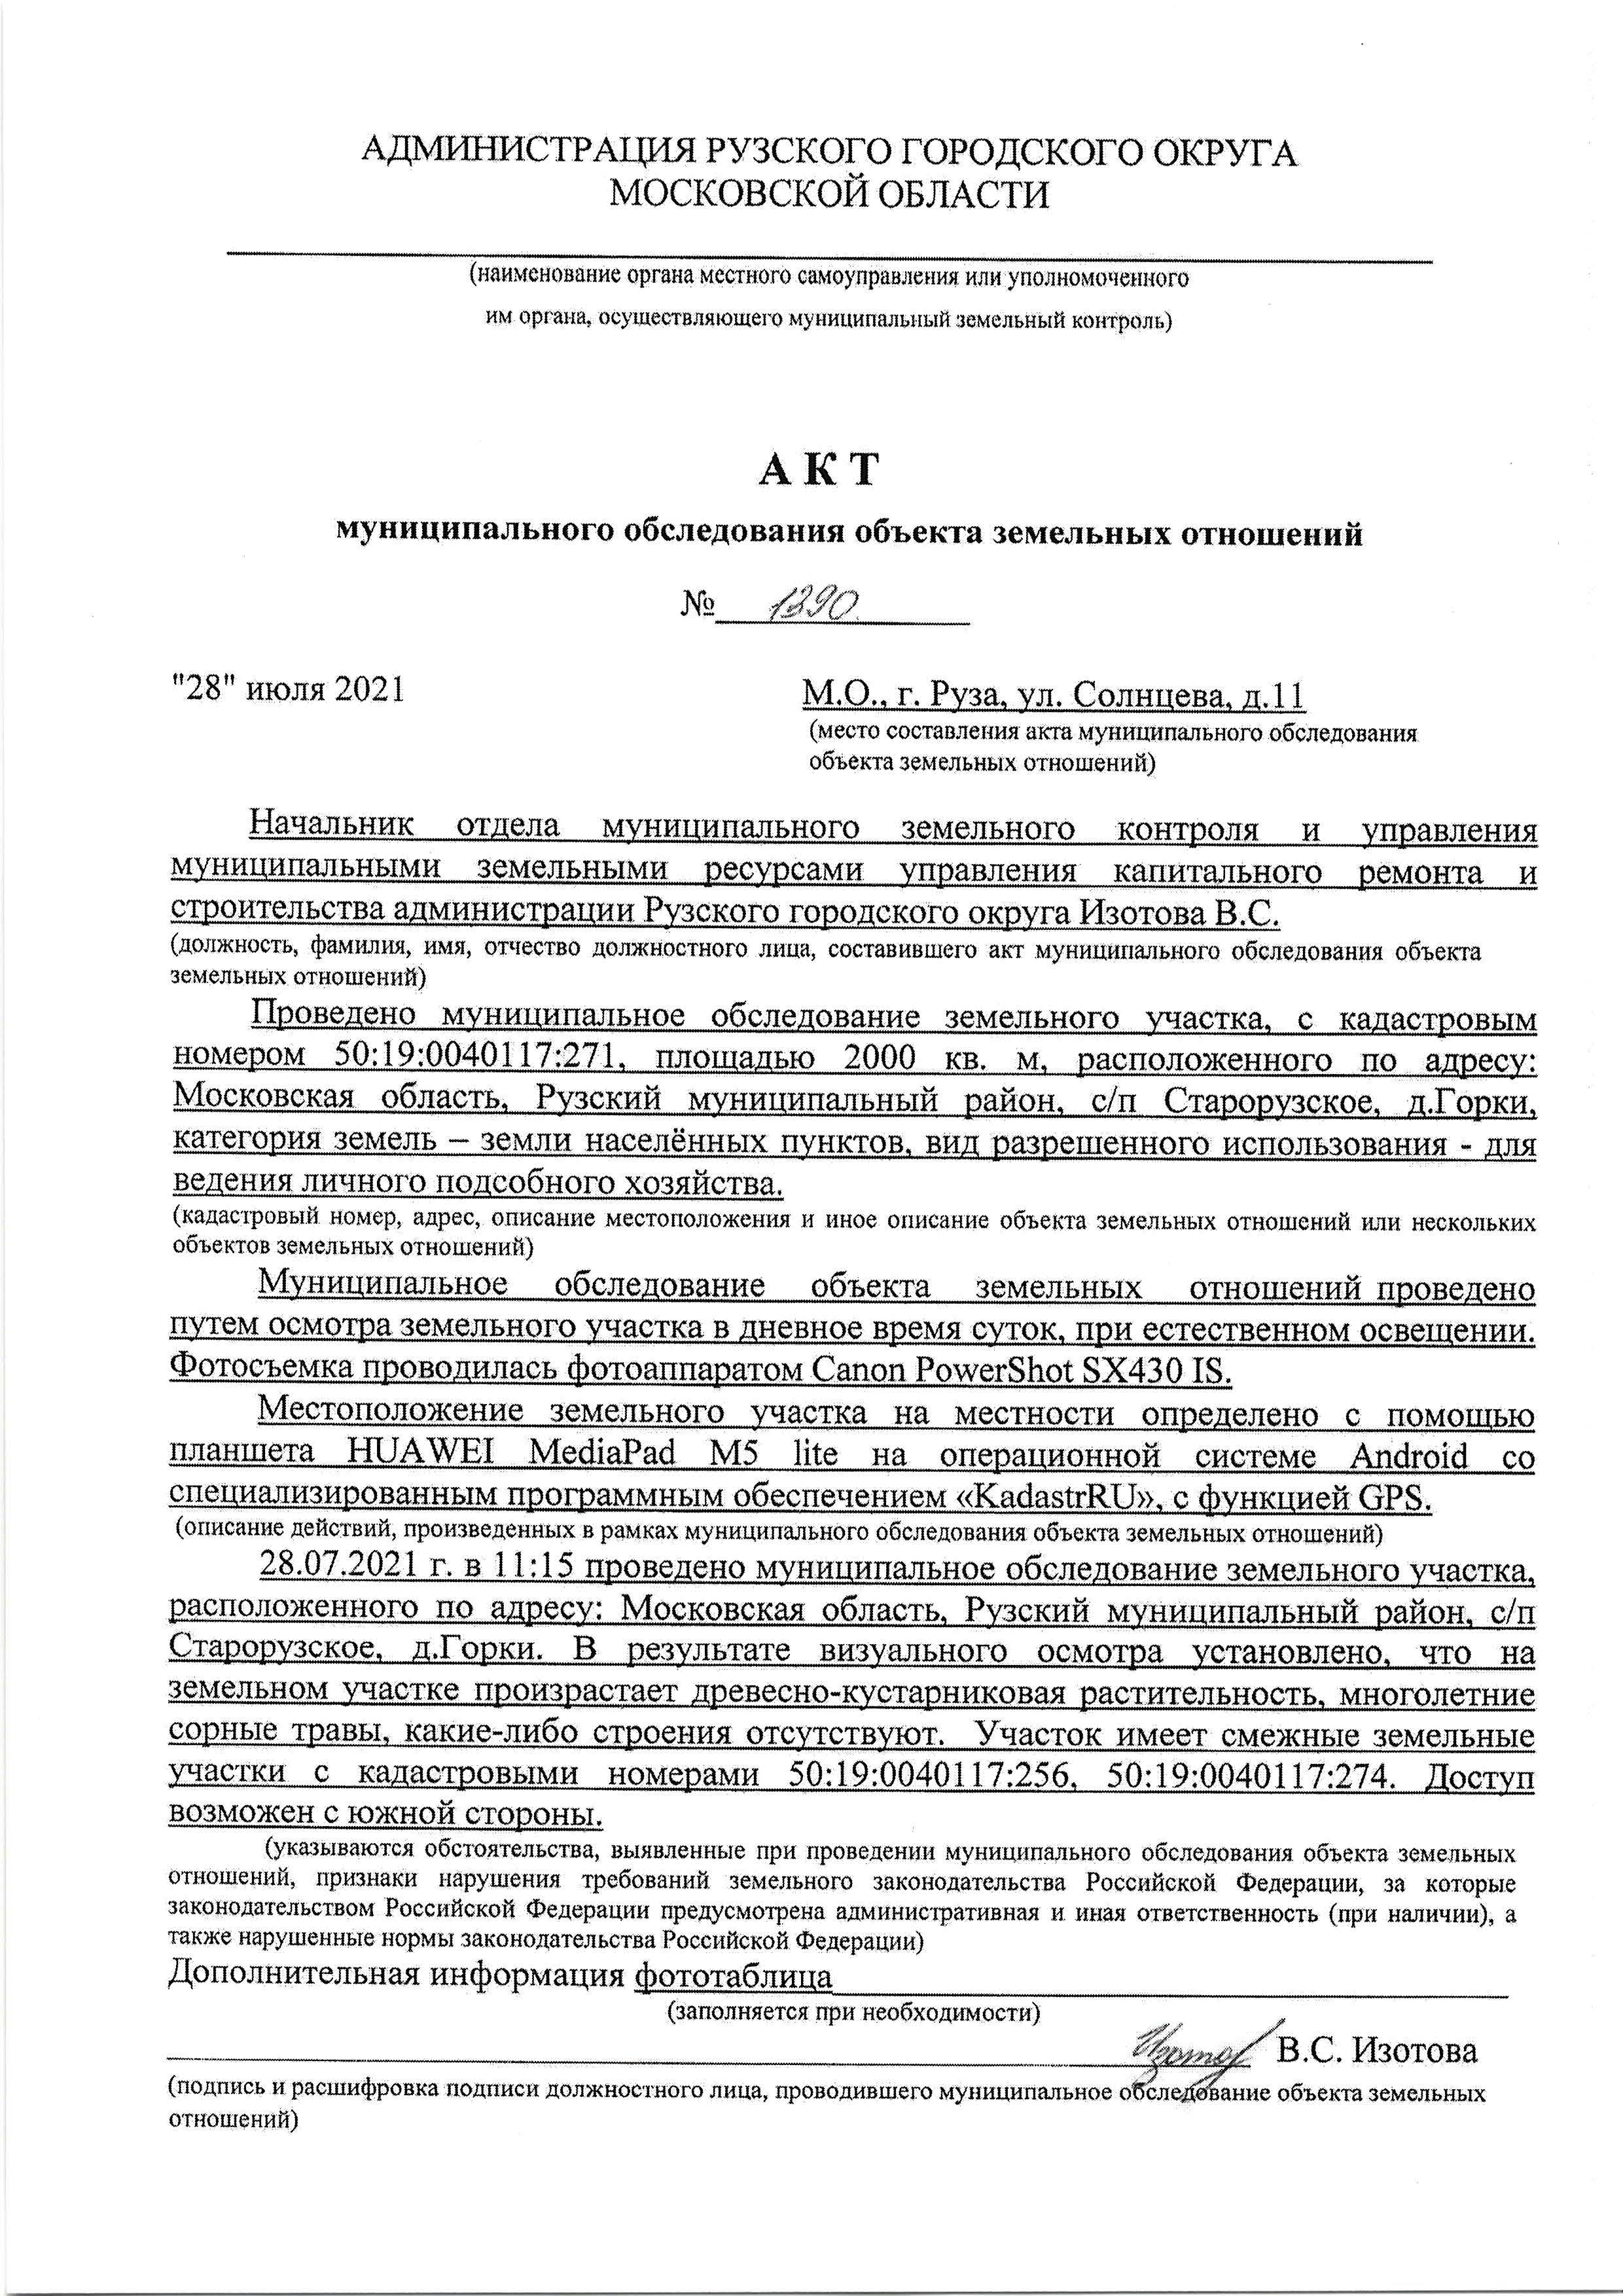 АДМИНИСТРАЦИЯ РУЗСКОГО ГОРОДСКОГО ОКРУГА
МОСКОВСКОЙ ОБЛАСТИ
(наименование органа местного самоуправления или уполномоченного
им органа, осуществляющего муниципальный земельный контроль)
А К Т
муниципального обследования объекта земельных отношений
№ 1390
"28" июля 2021
М.О., г. Руза, ул. Солнцева, д.11
(место составления акта муниципального обследования
объекта земельных отношений)
Начальник отдела муниципального земельного контроля и управления
муниципальными земельными ресурсами управления капитального ремонта и
строительства администрации Рузского городского округа Изотова В.С.
(должность, фамилия, имя, отчество должностного лица, составившего акт муниципального обследования объекта
земельных отношений)
Проведено муниципальное обследование земельного участка, с кадастровым
номером 50:19:0040117:271, площадью 2000 кв. м, расположенного по адресу:
Московская область, Рузский муниципальный район, с/п Старорузское, д.Горки,
категория земель – земли населённых пунктов, вид разрешенного использования - для
ведения личного подсобного хозяйства.
(кадастровый номер, адрес, описание местоположения и иное описание объекта земельных отношений или нескольких
объектов земельных отношений)
Муниципальное обследование объекта земельных отношений проведено
путем осмотра земельного участка в дневное время суток, при естественном освещении.
Фотосъемка проводилась фотоаппаратом Canon PowerShot SX430 IS.
Местоположение земельного участка на местности определено с помощью
планшета HUAWEI MediaPad M5 lite на операционной системе Android со
специализированным программным обеспечением «KadastrRU», с функцией GPS.
(описание действий, произведенных в рамках муниципального обследования объекта земельных отношений)
28.07.2021 г. в 11:15 проведено муниципальное обследование земельного участка,
расположенного по адресу: Московская область, Рузский муниципальный район, с/п
Старорузское, д.Горки. В результате визуального осмотра установлено, что на
земельном участке произрастает древесно-кустарниковая растительность, многолетние
сорные травы, какие-либо строения отсутствуют. Участок имеет смежные земельные
участки с кадастровыми номерами 50:19:0040117:256, 50:19:0040117:274. Доступ
возможен с южной стороны.
(указываются обстоятельства, выявленные при проведении муниципального обследования объекта земельных
отношений, признаки нарушения требований земельного законодательства Российской Федерации, за которые
законодательством Российской Федерации предусмотрена административная и иная ответственность (при наличии), а
также нарушенные нормы законодательства Российской Федерации)
Дополнительная информация фототаблица
(заполняется при необходимости)
Изотов В.С. Изотова
(подпись и расшифровка подписи должностного лица, проводившего муниципальное обследование объекта земельных
отношений)